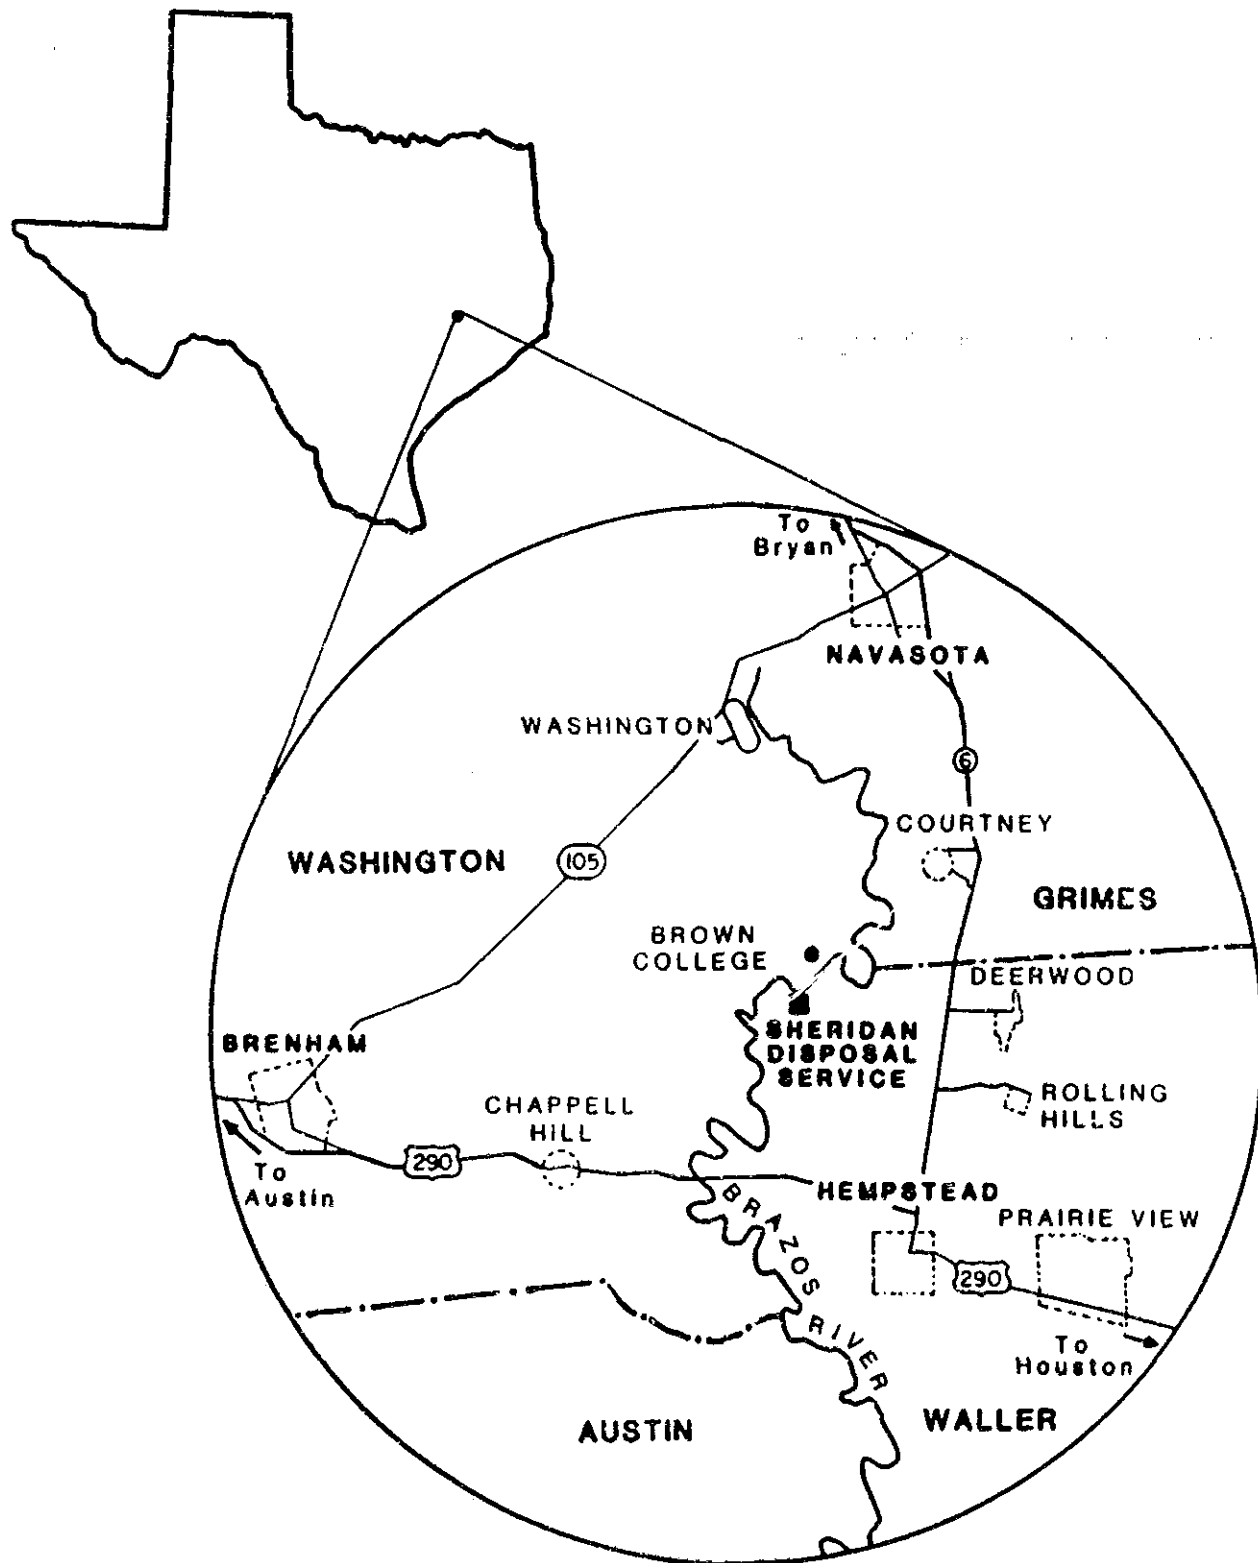 To
Bryan
NAVASOTA
WASHINGTON
6
COURTNEY
WASHINGTON
105
GRIMES
BROWN
COLLEGE
DEERWOOD
SHERIDAN
DISPOSAL
SERVICE
BRENHAM
ROLLING
HILLS
CHAPPELL
HILL
290
To
Austin
HEMPSTEAD
BRAZOS RIVER
PRAIRIE VIEW
290
To
Houston
WALLER
AUSTIN